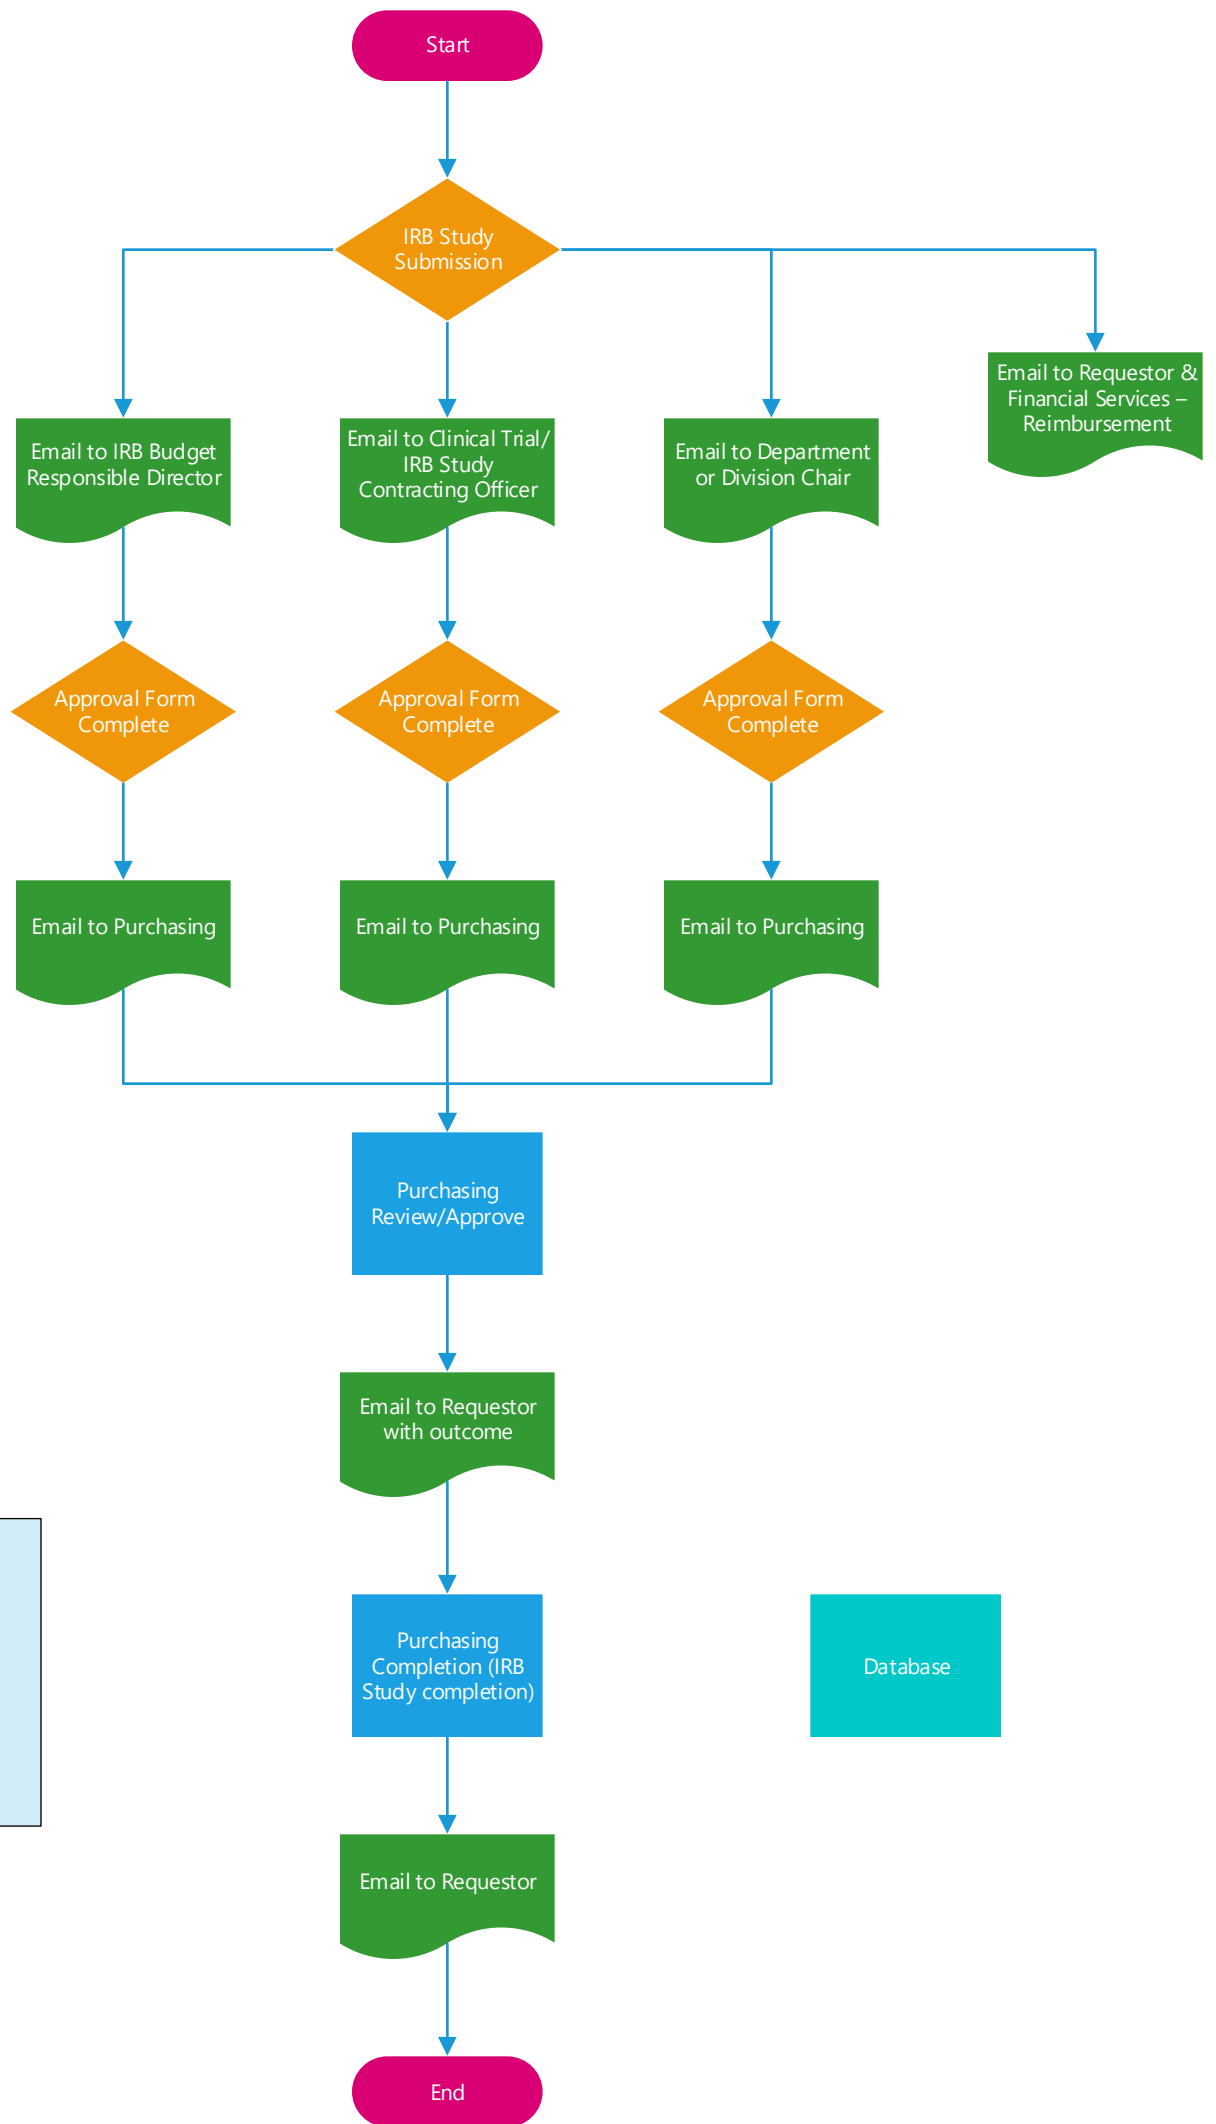 Start
IRB Study
Submission
Email to Requestor &
Financial Services –
Reimbursement
Email to IRB Budget
Responsible Director
Email to Clinical Trial/
IRB Study
Contracting Officer
Email to Department
or Division Chair
Approval Form
Complete
Approval Form
Complete
Approval Form
Complete
Email to Purchasing
Email to Purchasing
Email to Purchasing
Purchasing
Review/Approve
Email to Requestor
with outcome
Purchasing
Completion (IRB
Study completion)
Database
Email to Requestor
End